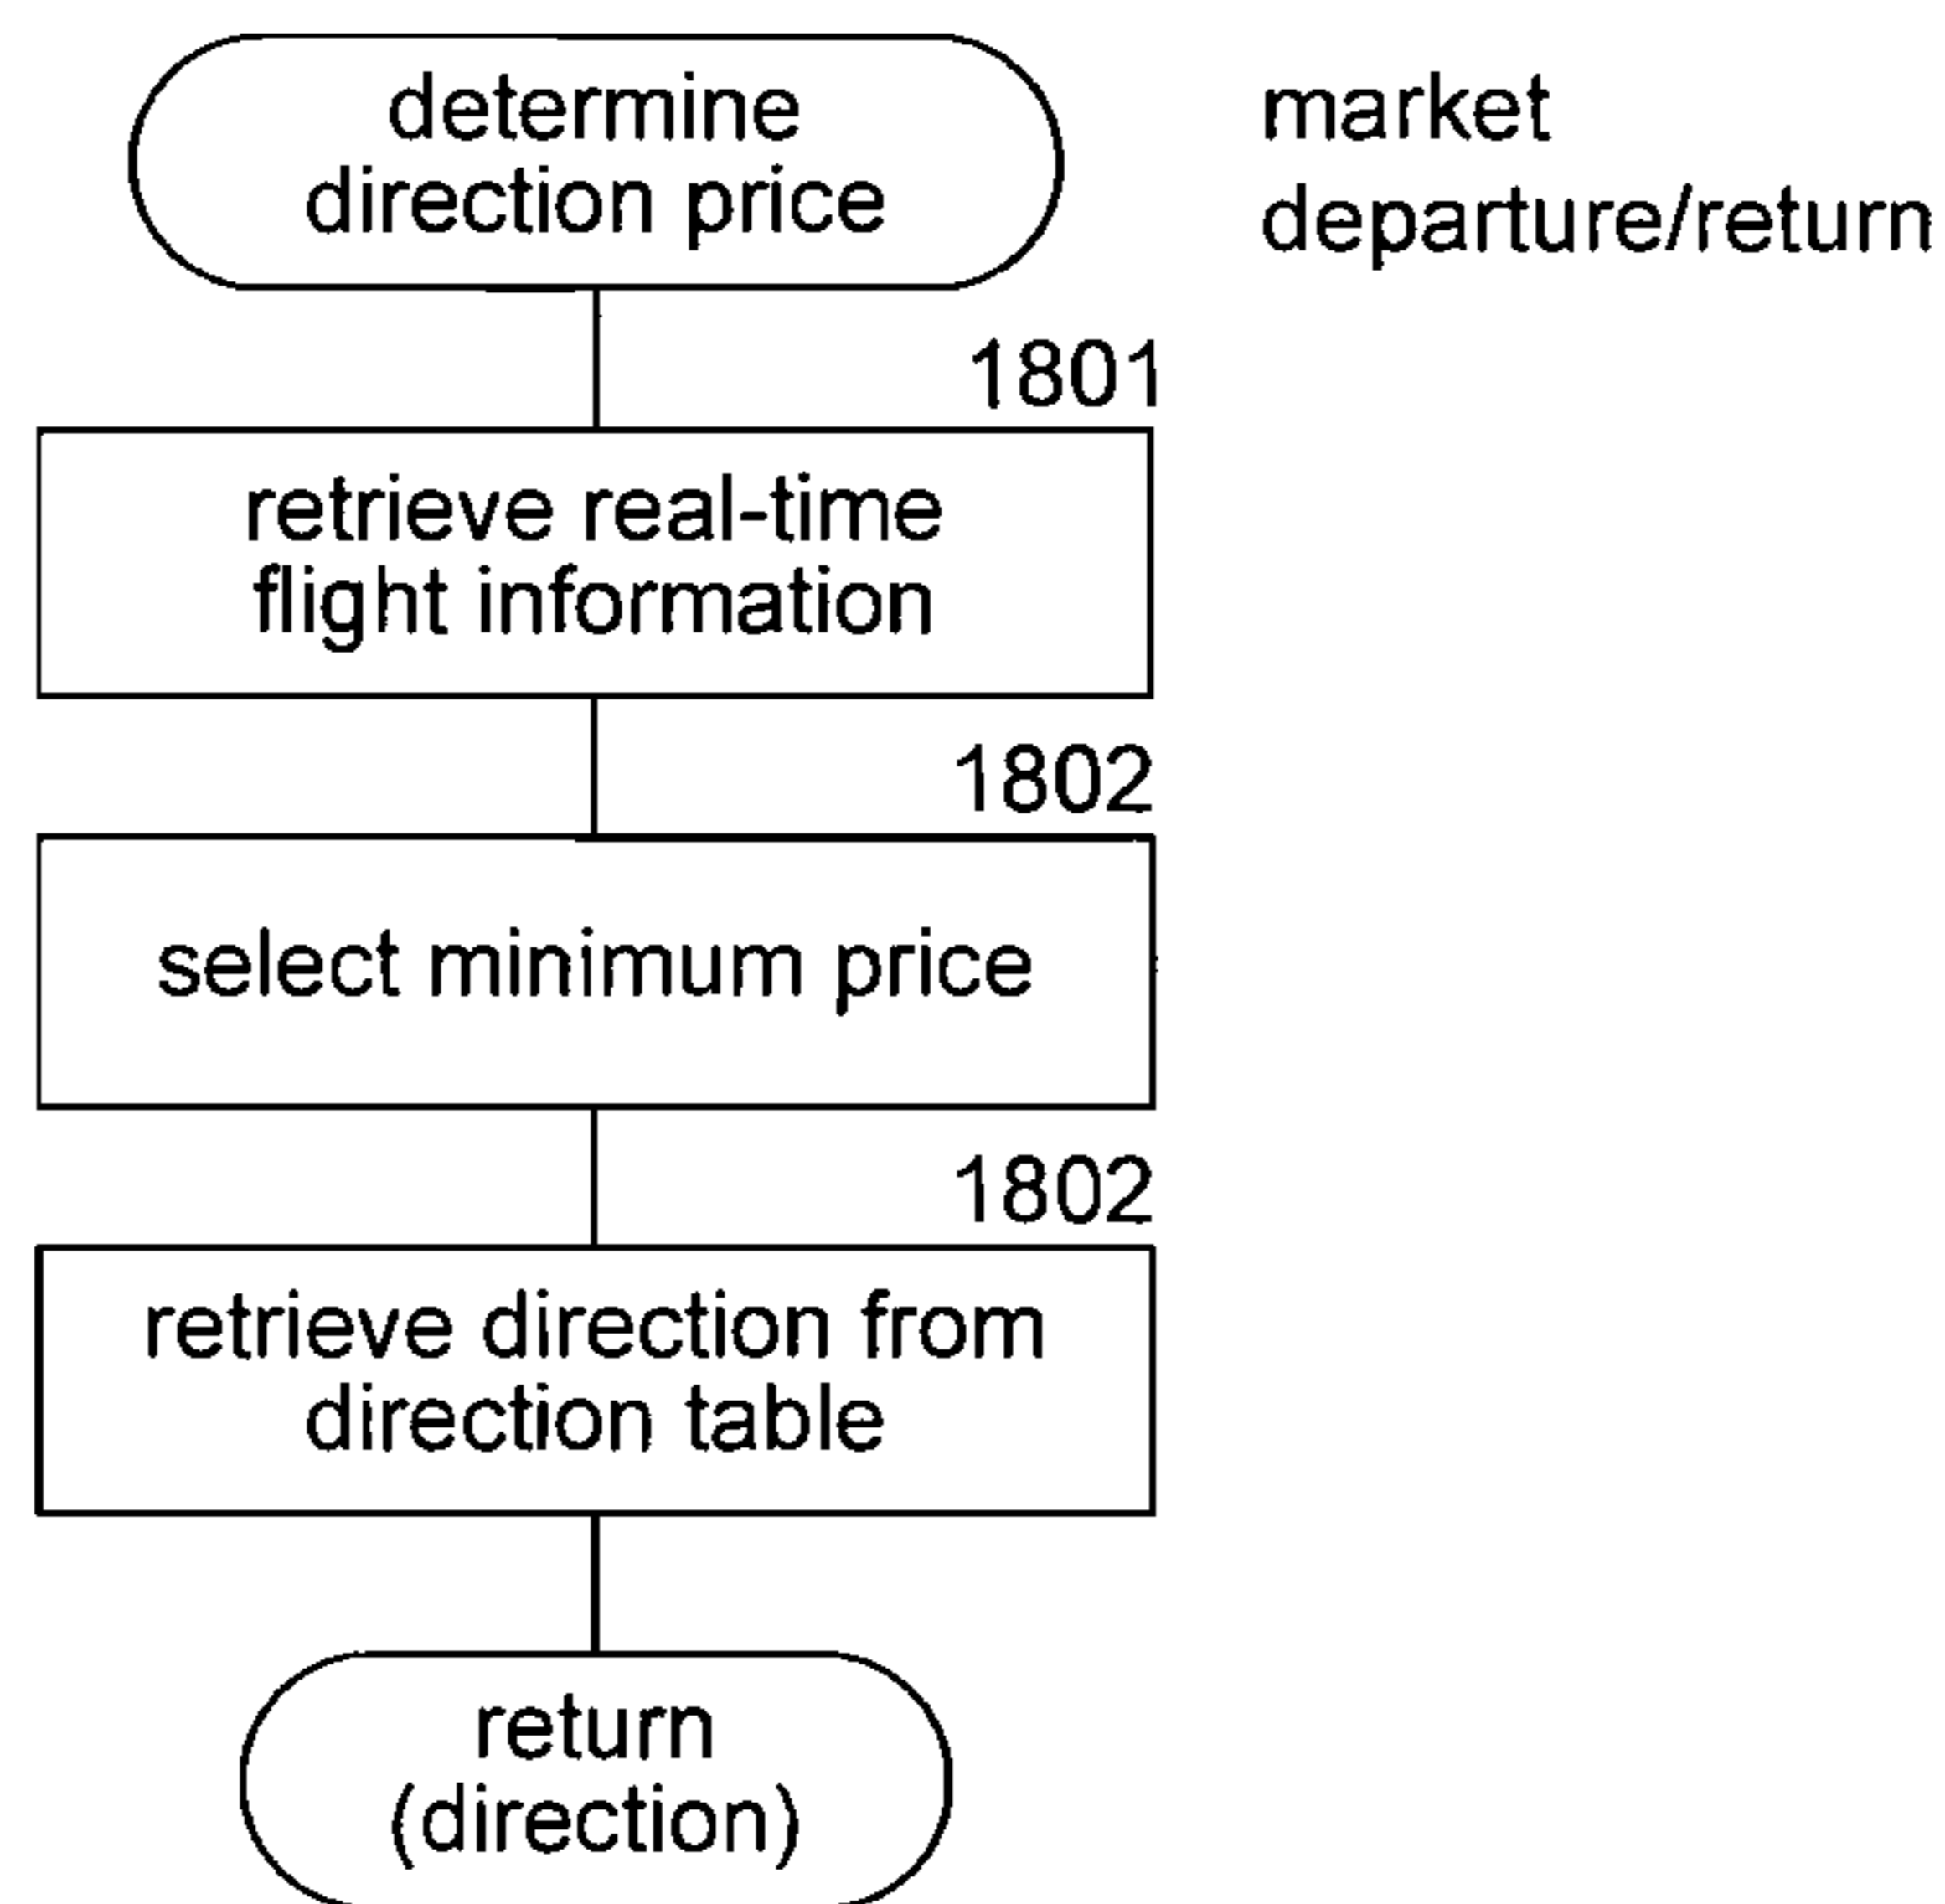 determine
direction price
market
departure/return
1801
retrieve real-time
flight information
1802
select minimum price
1802
retrieve direction from
direction table
return
(direction)